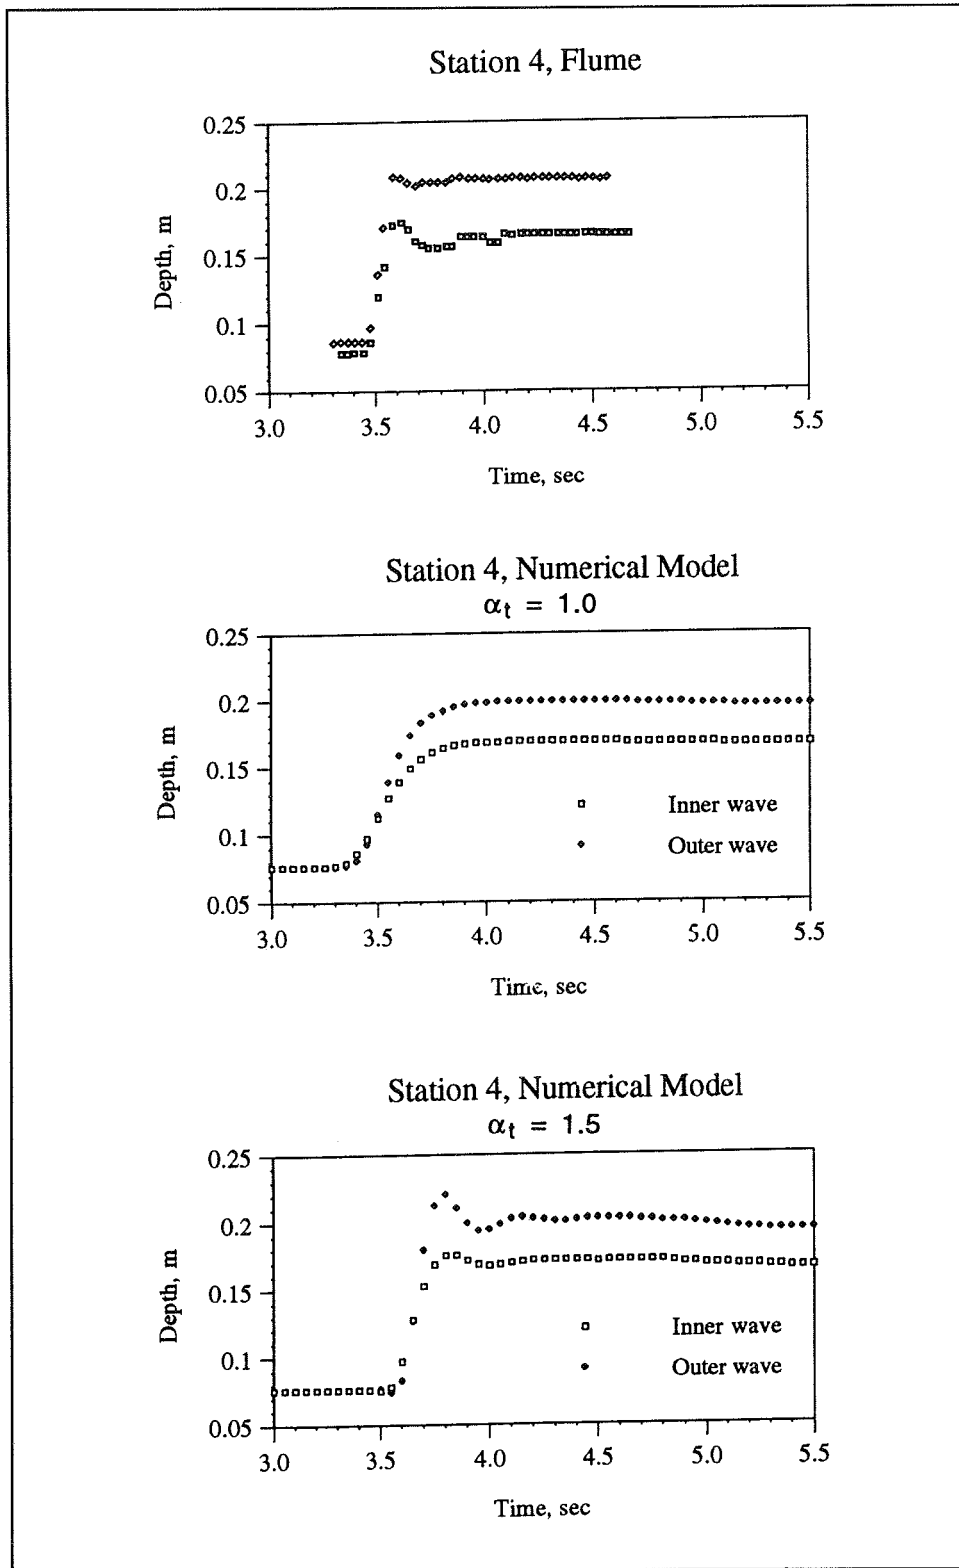 Station 4, Flume
0.25
0.2
0.15
0.1
0.05
Depth, m
3.0 3.5 4.0 4.5 5.0 5.5
Time, sec
Station 4, Numerical Model
αt = 1.0
0.25
0.2
0.15
0.1
0.05
Depth, m
Inner wave
Outer wave
3.0 3.5 4.0 4.5 5.0 5.5
Time, sec
Station 4, Numerical Model
αt = 1.5
0.25
0.2
0.15
0.1
0.05
Depth, m
Inner wave
Outer wave
3.0 3.5 4.0 4.5 5.0 5.5
Time, sec